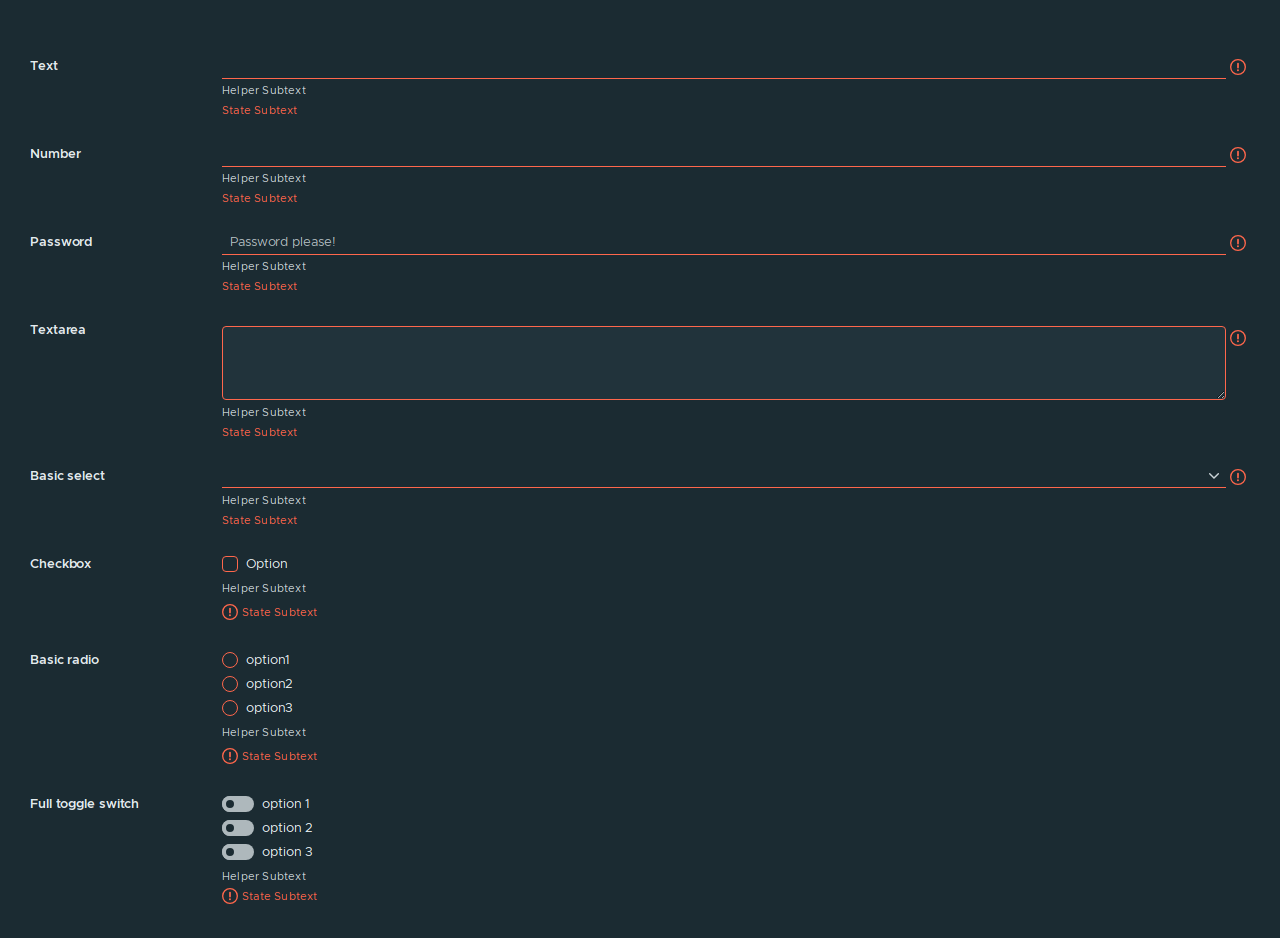 Text
Helper Subtext
State Subtext
Number
Helper Subtext
State Subtext
Password
Password please!
Helper Subtext
State Subtext
Textarea
Helper Subtext
State Subtext
Basic select
Helper Subtext
State Subtext
Checkbox
Option
Helper Subtext
State Subtext
Basic radio
option1
option2
option3
Helper Subtext
State Subtext
Full toggle switch
option 1
option 2
option 3
Helper Subtext
State Subtext